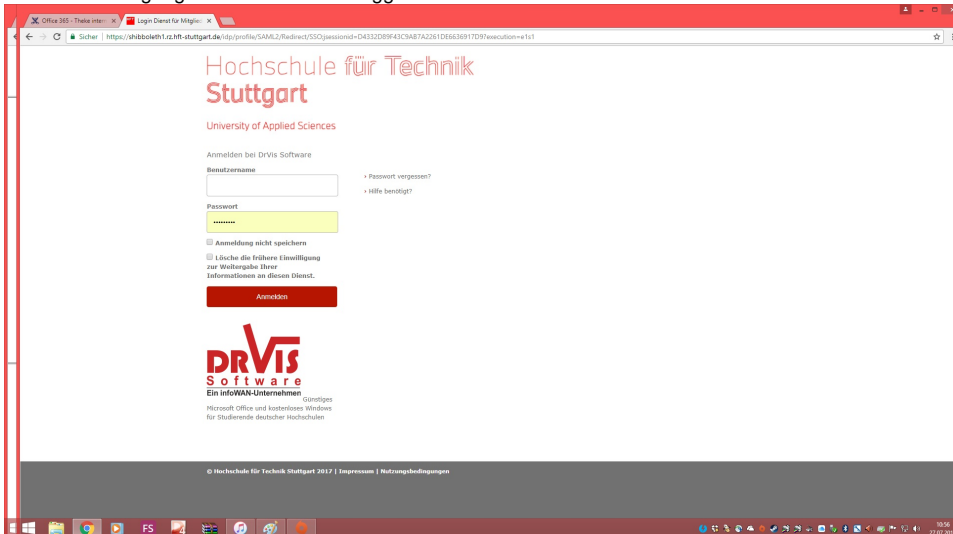 Office 365 - Theke intern
Login Dienst für Mitglied
Sicher | https://shibboleth1.rz.hft-stuttgart.de/idp/profile/SAML2/Redirect/SSO;jsessionid=D4332D89F43C9AB7A2261DE6636917D9?execution=e1s1
Hochschule für Technik
Stuttgart
University of Applied Sciences
Anmelden bei DrVis Software
Benutzername
› Passwort vergessen?
› Hilfe benötigt?
Passwort
Anmeldung nicht speichern
Lösche die frühere Einwilligung
zur Weitergabe Ihrer
Informationen an diesen Dienst.
Anmelden
DRVIS
Software
Ein infoWAN-Unternehmen
Günstiges
Microsoft Office und kostenloses Windows
für Studierende deutscher Hochschulen
© Hochschule für Technik Stuttgart 2017 | Impressum | Nutzungsbedingungen
FS
10:56